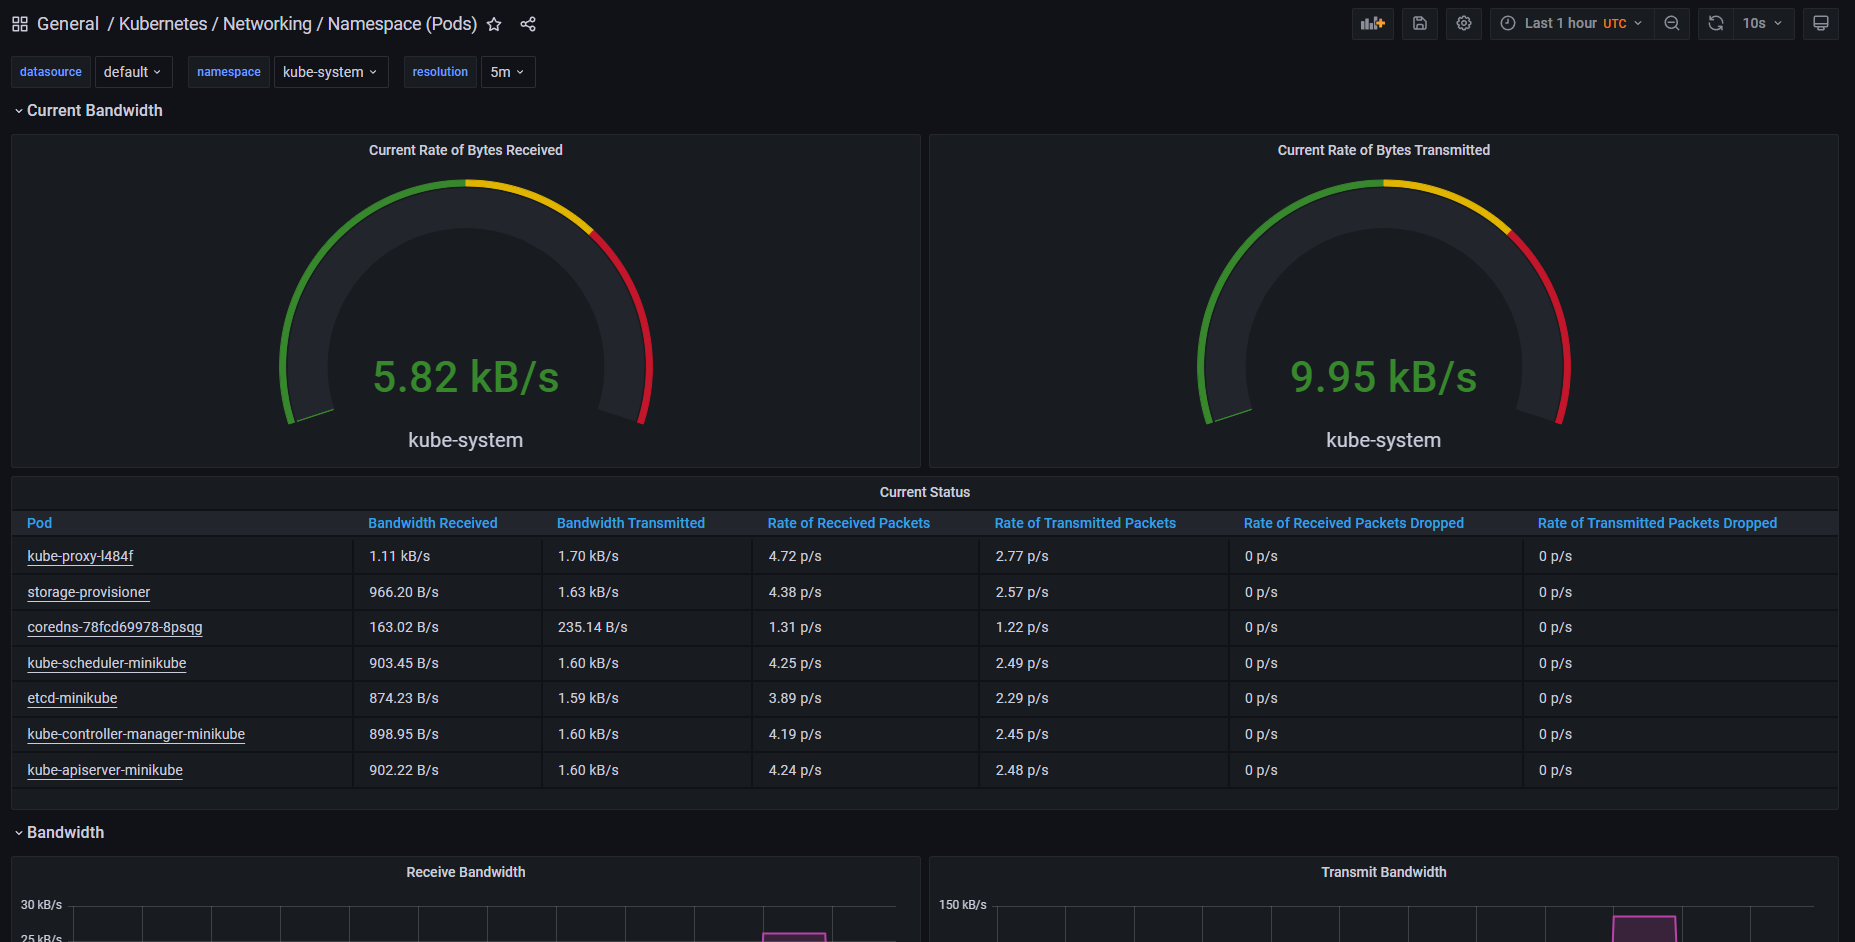 General / Kubernetes / Networking / Namespace (Pods)
Last 1 hour UTC
10s
datasource default namespace kube-system resolution 5m
Current Bandwidth
Current Rate of Bytes Received
5.82 kB/s
kube-system
Current Rate of Bytes Transmitted
9.95 kB/s
kube-system
Current Status
Pod Bandwidth Received Bandwidth Transmitted Rate of Received Packets Rate of Transmitted Packets Rate of Received Packets Dropped Rate of Transmitted Packets Dropped
kube-proxy-l484f 1.11 kB/s 1.70 kB/s 4.72 p/s 2.77 p/s 0 p/s 0 p/s
storage-provisioner 966.20 B/s 1.63 kB/s 4.38 p/s 2.57 p/s 0 p/s 0 p/s
coredns-78fcd69978-8psqg 163.02 B/s 235.14 B/s 1.31 p/s 1.22 p/s 0 p/s 0 p/s
kube-scheduler-minikube 903.45 B/s 1.60 kB/s 4.25 p/s 2.49 p/s 0 p/s 0 p/s
etcd-minikube 874.23 B/s 1.59 kB/s 3.89 p/s 2.29 p/s 0 p/s 0 p/s
kube-controller-manager-minikube 898.95 B/s 1.60 kB/s 4.19 p/s 2.45 p/s 0 p/s 0 p/s
kube-apiserver-minikube 902.22 B/s 1.60 kB/s 4.24 p/s 2.48 p/s 0 p/s 0 p/s
Bandwidth
Receive Bandwidth
30 kB/s
25 kB/s
Transmit Bandwidth
150 kB/s